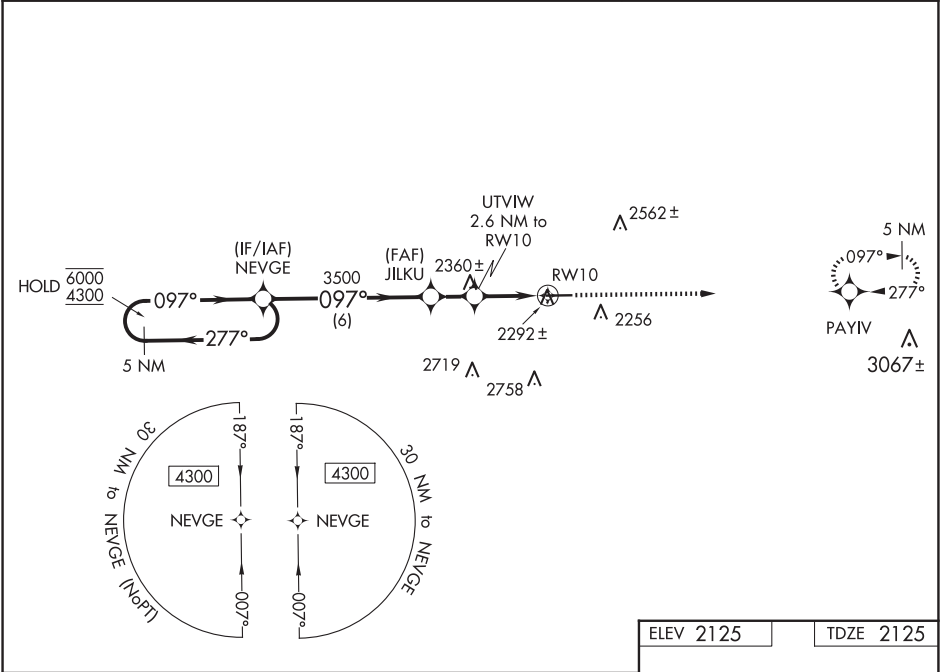 UTVIW
2.6 NM to
RW10
2562±
5 NM
097°
277°
PAYIV
3067±
(IF/IAF)
NEVGE
3500
097°
(6)
(FAF)
JILKU
2360±
RW10
HOLD 6000
4300
097°
277°
5 NM
2292±
2256
2719
2758
30 NM to NEVGE (NoPT)
187°
4300
NEVGE
007°
187°
4300
NEVGE
007°
30 NM to NEVGE
ELEV 2125
TDZE 2125